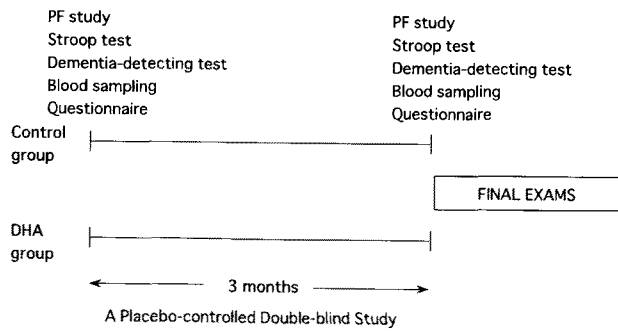 PF study
Stroop test
Dementia-detecting test
Blood sampling
Questionnaire
PF study
Stroop test
Dementia-detecting test
Blood sampling
Questionnaire
Control
group
FINAL EXAMS
DHA
group
3 months
A Placebo-controlled Double-blind Study